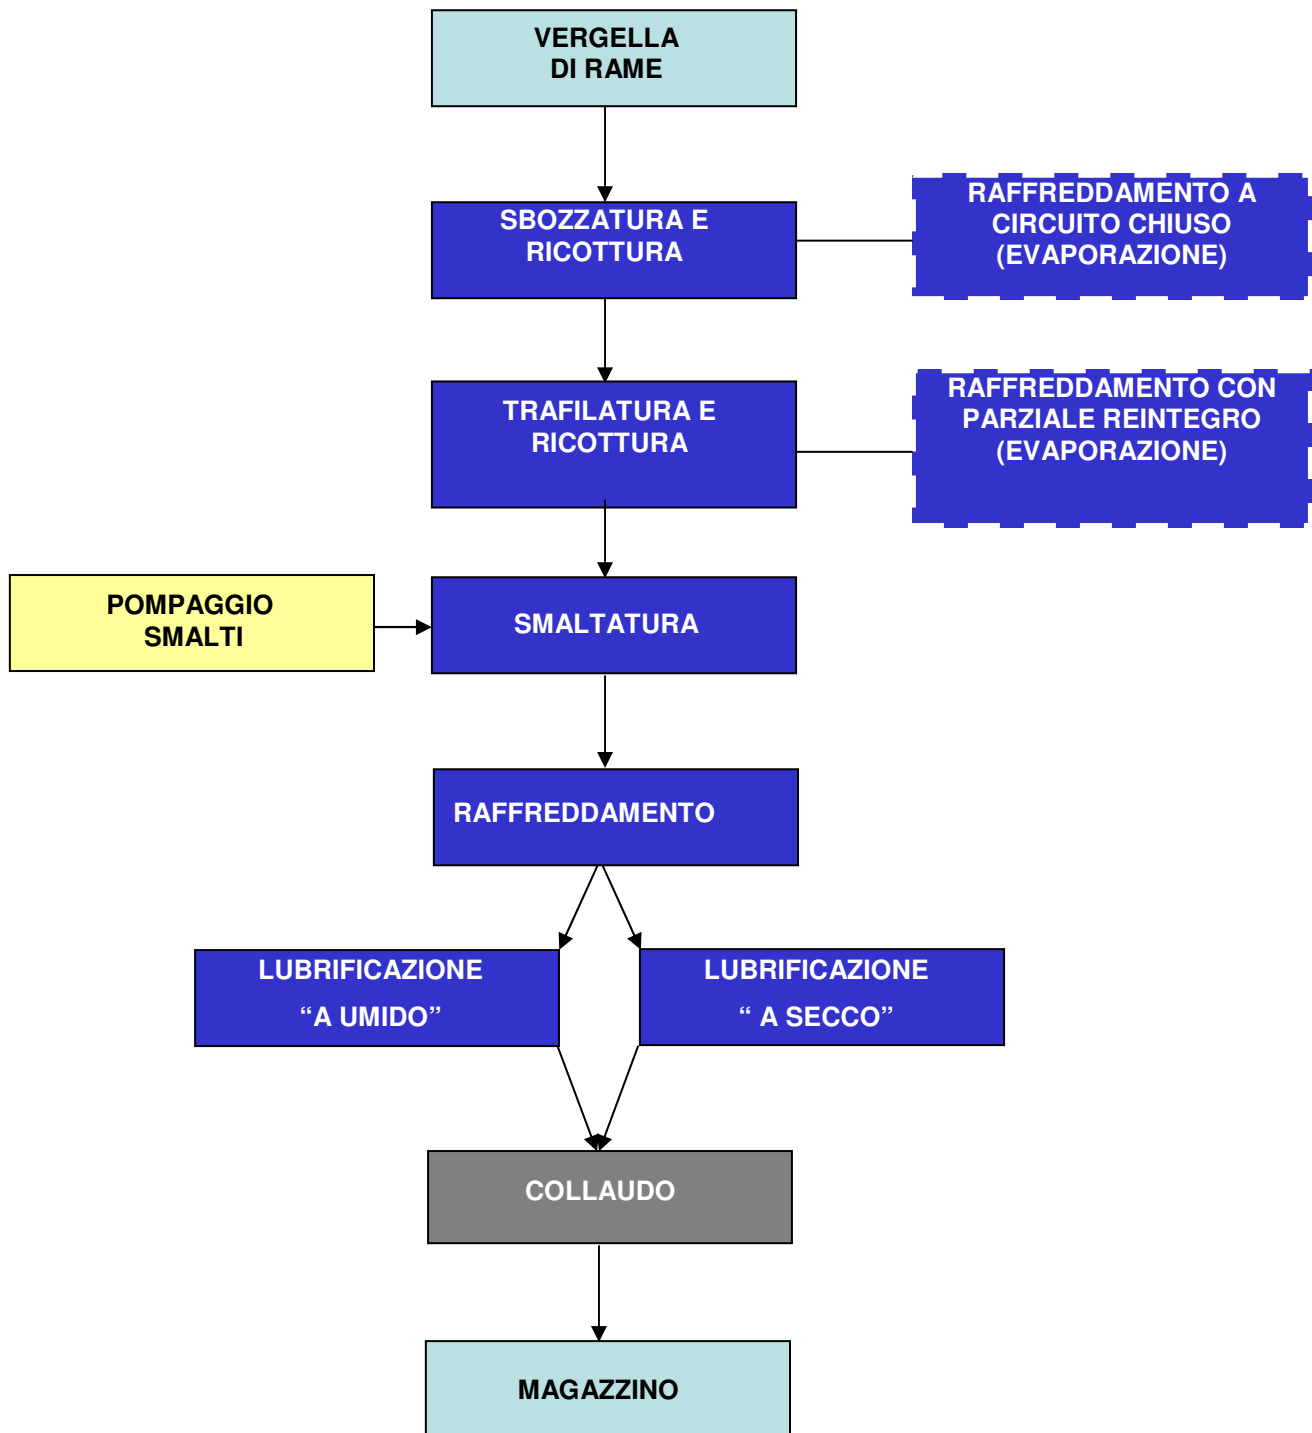 VERGELLA
DI RAME
SBOZZATURA E
RICOTTURA
RAFFREDDAMENTO A
CIRCUITO CHIUSO
(EVAPORAZIONE)
TRAFILATURA E
RICOTTURA
RAFFREDDAMENTO CON
PARZIALE REINTEGRO
(EVAPORAZIONE)
POMPAGGIO
SMALTI
SMALTATURA
RAFFREDDAMENTO
LUBRIFICAZIONE
“A UMIDO”
LUBRIFICAZIONE
“ A SECCO”
COLLAUDO
MAGAZZINO